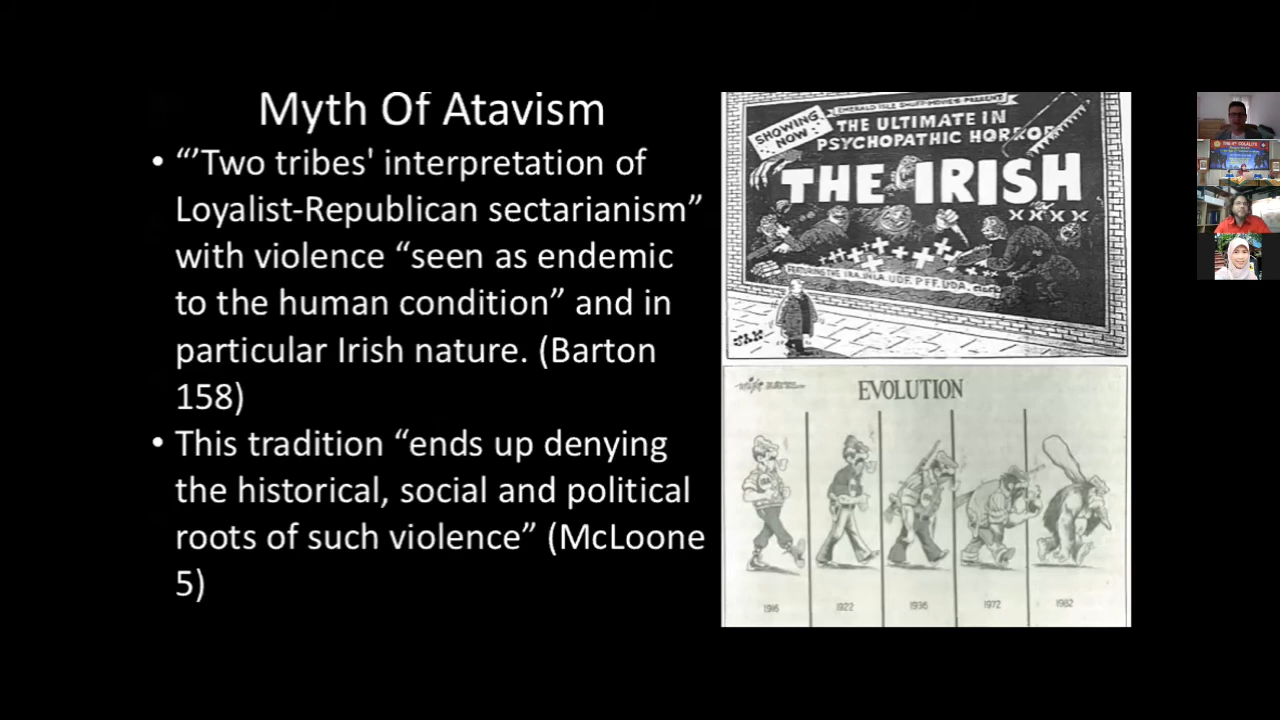 Myth Of Atavism
• “’Two tribes' interpretation of
Loyalist-Republican sectarianism”
with violence “seen as endemic
to the human condition” and in
particular Irish nature. (Barton
158)
• This tradition “ends up denying
the historical, social and political
roots of such violence” (McLoone
5)
EMERALD ISLE SNUFF MOVIES PRESENT
SHOWING
NOW
THE ULTIMATE IN
PSYCHOPATHIC HORROR
THE IRISH
XXXX
FEATURING THE IRA, INLA, UDF, PFF, UDA, etc
JAK
EVOLUTION
1916
1922
1936
1972
1982